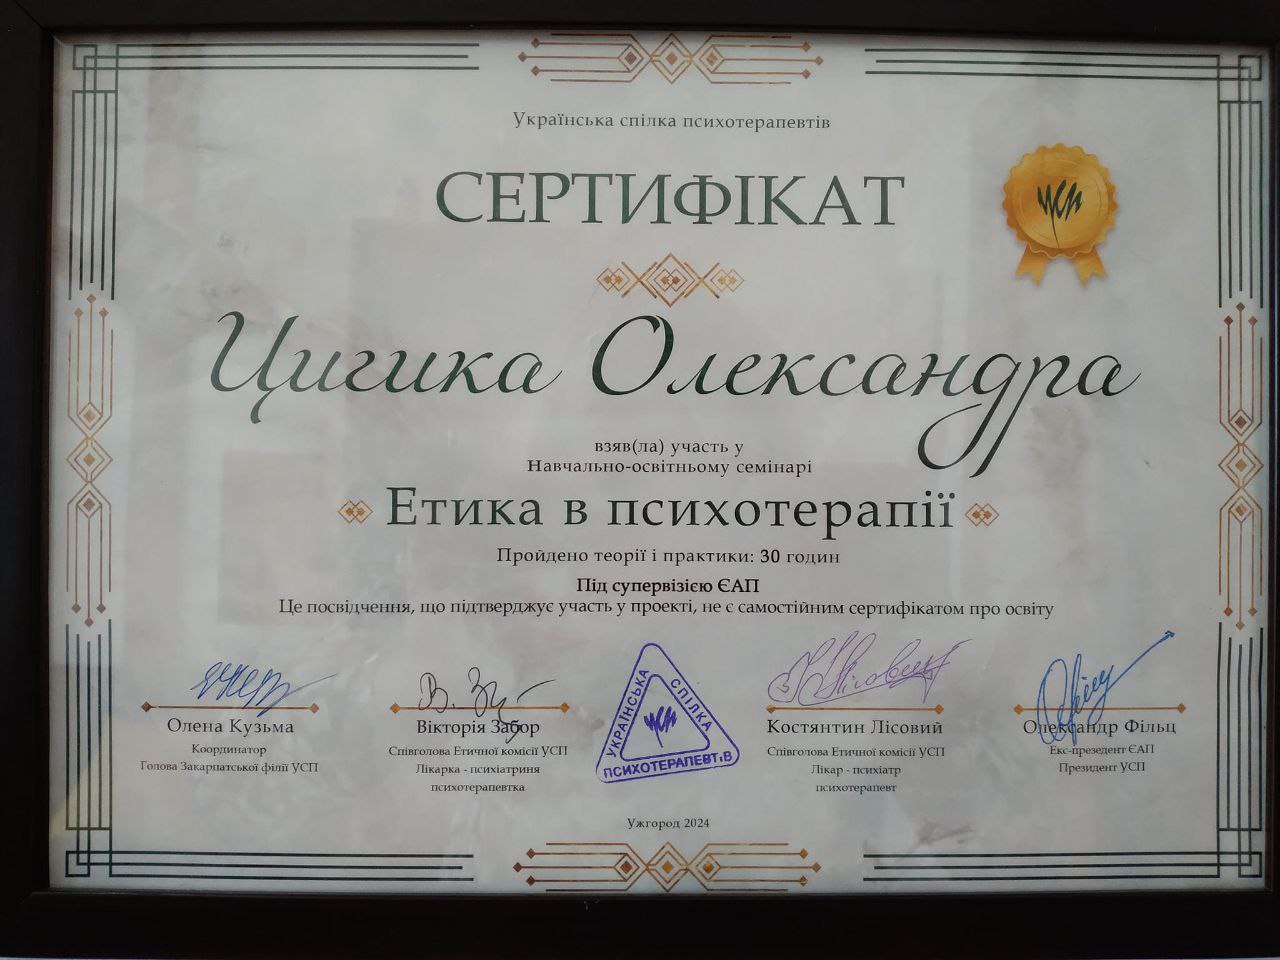 Українська спілка психотерапевтів
СЕРТИФІКАТ
УСП
Цигика Олександра
взяв(ла) участь у
Навчально-освітньому семінарі
Етика в психотерапії
Пройдено теорії і практики: 30 годин
Під супервізією ЄАП
Це посвідчення, що підтверджує участь у проекті, не є самостійним сертифікатом про освіту
Олена Кузьма
Координатор
Голова Закарпатської філії УСП
Вікторія Забор
Співголова Етичної комісії УСП
Лікарка - психіатриня
психотерапевтка
УКРАЇНСЬКА СПІЛКА ПСИХОТЕРАПЕВТІВ
УСП
Костянтин Лісовий
Співголова Етичної комісії УСП
Лікар - психіатр
психотерапевт
Олександр Фільц
Екс-презедент ЄАП
Президент УСП
Ужгород 2024